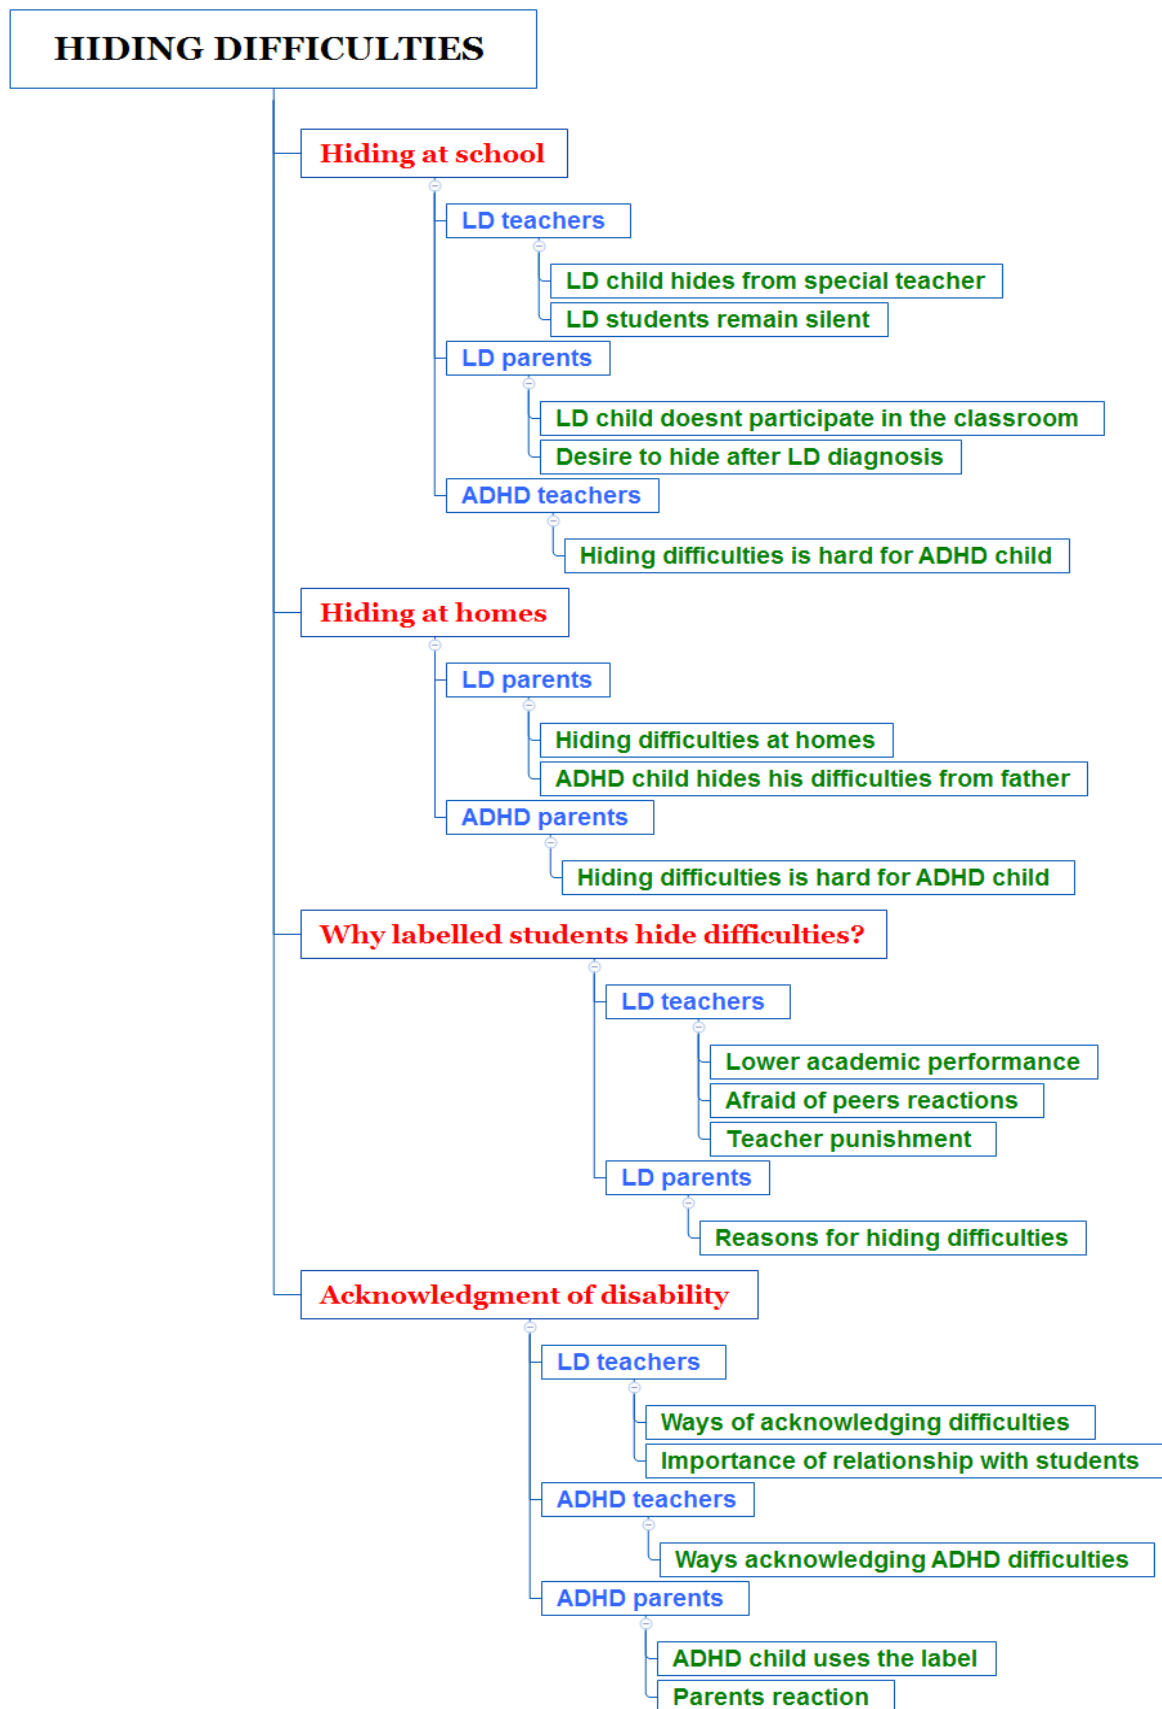 HIDING DIFFICULTIES
Hiding at school
LD teachers
LD child hides from special teacher
LD students remain silent
LD parents
LD child doesnt participate in the classroom
Desire to hide after LD diagnosis
ADHD teachers
Hiding difficulties is hard for ADHD child
Hiding at homes
LD parents
Hiding difficulties at homes
ADHD child hides his difficulties from father
ADHD parents
Hiding difficulties is hard for ADHD child
Why labelled students hide difficulties?
LD teachers
Lower academic performance
Afraid of peers reactions
Teacher punishment
LD parents
Reasons for hiding difficulties
Acknowledgment of disability
LD teachers
Ways of acknowledging difficulties
Importance of relationship with students
ADHD teachers
Ways acknowledging ADHD difficulties
ADHD parents
ADHD child uses the label
Parents reaction